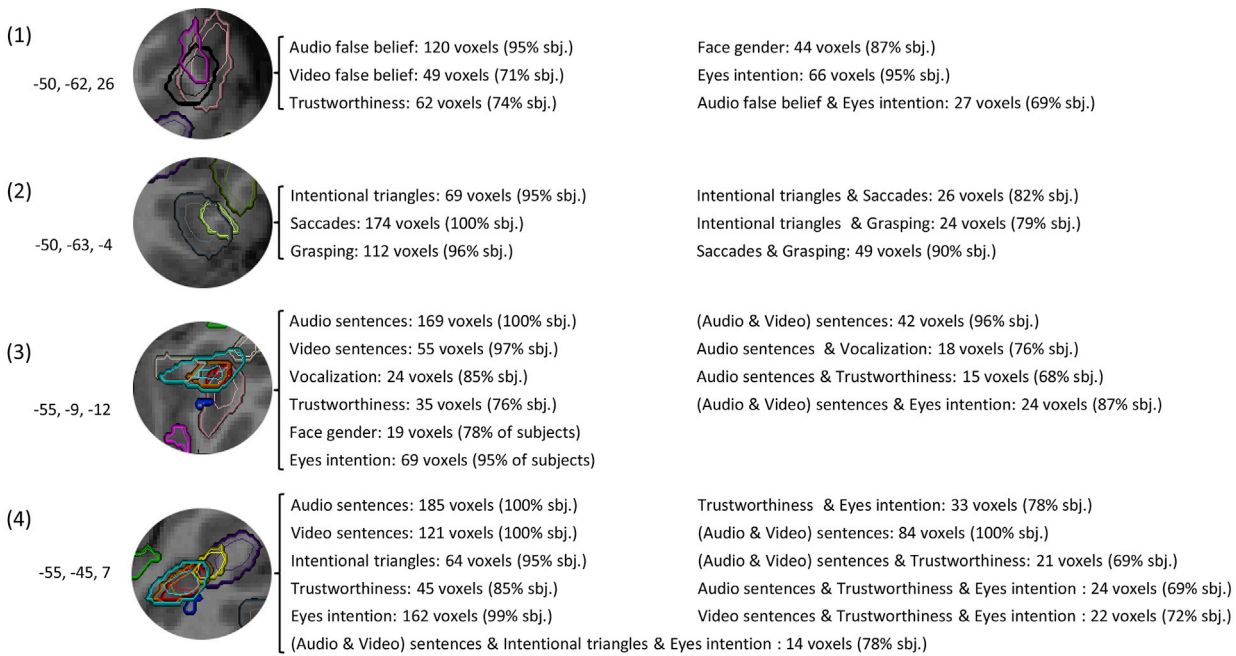 (1)
-50, -62, 26
Audio false belief: 120 voxels (95% sbj.)
Video false belief: 49 voxels (71% sbj.)
Trustworthiness: 62 voxels (74% sbj.)
Face gender: 44 voxels (87% sbj.)
Eyes intention: 66 voxels (95% sbj.)
Audio false belief & Eyes intention: 27 voxels (69% sbj.)
(2)
-50, -63, -4
Intentional triangles: 69 voxels (95% sbj.)
Saccades: 174 voxels (100% sbj.)
Grasping: 112 voxels (96% sbj.)
Intentional triangles & Saccades: 26 voxels (82% sbj.)
Intentional triangles & Grasping: 24 voxels (79% sbj.)
Saccades & Grasping: 49 voxels (90% sbj.)
(3)
-55, -9, -12
Audio sentences: 169 voxels (100% sbj.)
Video sentences: 55 voxels (97% sbj.)
Vocalization: 24 voxels (85% sbj.)
Trustworthiness: 35 voxels (76% sbj.)
Face gender: 19 voxels (78% of subjects)
Eyes intention: 69 voxels (95% of subjects)
(Audio & Video) sentences: 42 voxels (96% sbj.)
Audio sentences & Vocalization: 18 voxels (76% sbj.)
Audio sentences & Trustworthiness: 15 voxels (68% sbj.)
(Audio & Video) sentences & Eyes intention: 24 voxels (87% sbj.)
(4)
-55, -45, 7
Audio sentences: 185 voxels (100% sbj.)
Video sentences: 121 voxels (100% sbj.)
Intentional triangles: 64 voxels (95% sbj.)
Trustworthiness: 45 voxels (85% sbj.)
Eyes intention: 162 voxels (99% sbj.)
Trustworthiness & Eyes intention: 33 voxels (78% sbj.)
(Audio & Video) sentences: 84 voxels (100% sbj.)
(Audio & Video) sentences & Trustworthiness: 21 voxels (69% sbj.)
Audio sentences & Trustworthiness & Eyes intention : 24 voxels (69% sbj.)
Video sentences & Trustworthiness & Eyes intention : 22 voxels (72% sbj.)
(Audio & Video) sentences & Intentional triangles & Eyes intention : 14 voxels (78% sbj.)